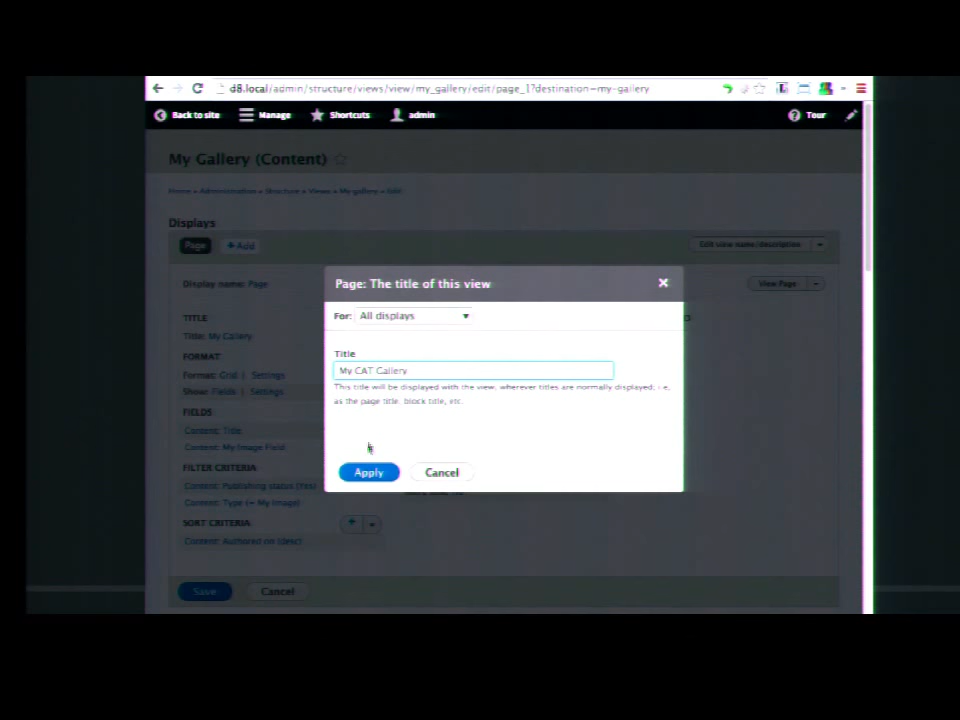 d8.local/admin/structure/views/view/my_gallery/edit/page_1?destination=my-gallery
Back to site Manage Shortcuts admin Tour
My Gallery (Content)
Home » Administration » Structure » Views » My gallery » Edit
Displays
Page +Add Edit view name/description
Display name: Page View Page
Page: The title of this view
For: All displays
TITLE
Title: My Gallery
Title
My CAT Gallery
This title will be displayed with the view, wherever titles are normally displayed; i.e,
as the page title, block title, etc.
Apply Cancel
FORMAT
Format: Grid | Settings
Show: Fields | Settings
FIELDS
Content: Title
Content: My Image Field
FILTER CRITERIA
Content: Publishing status (Yes)
Content: Type (= My Image)
SORT CRITERIA
Content: Authored on (desc)
Save Cancel